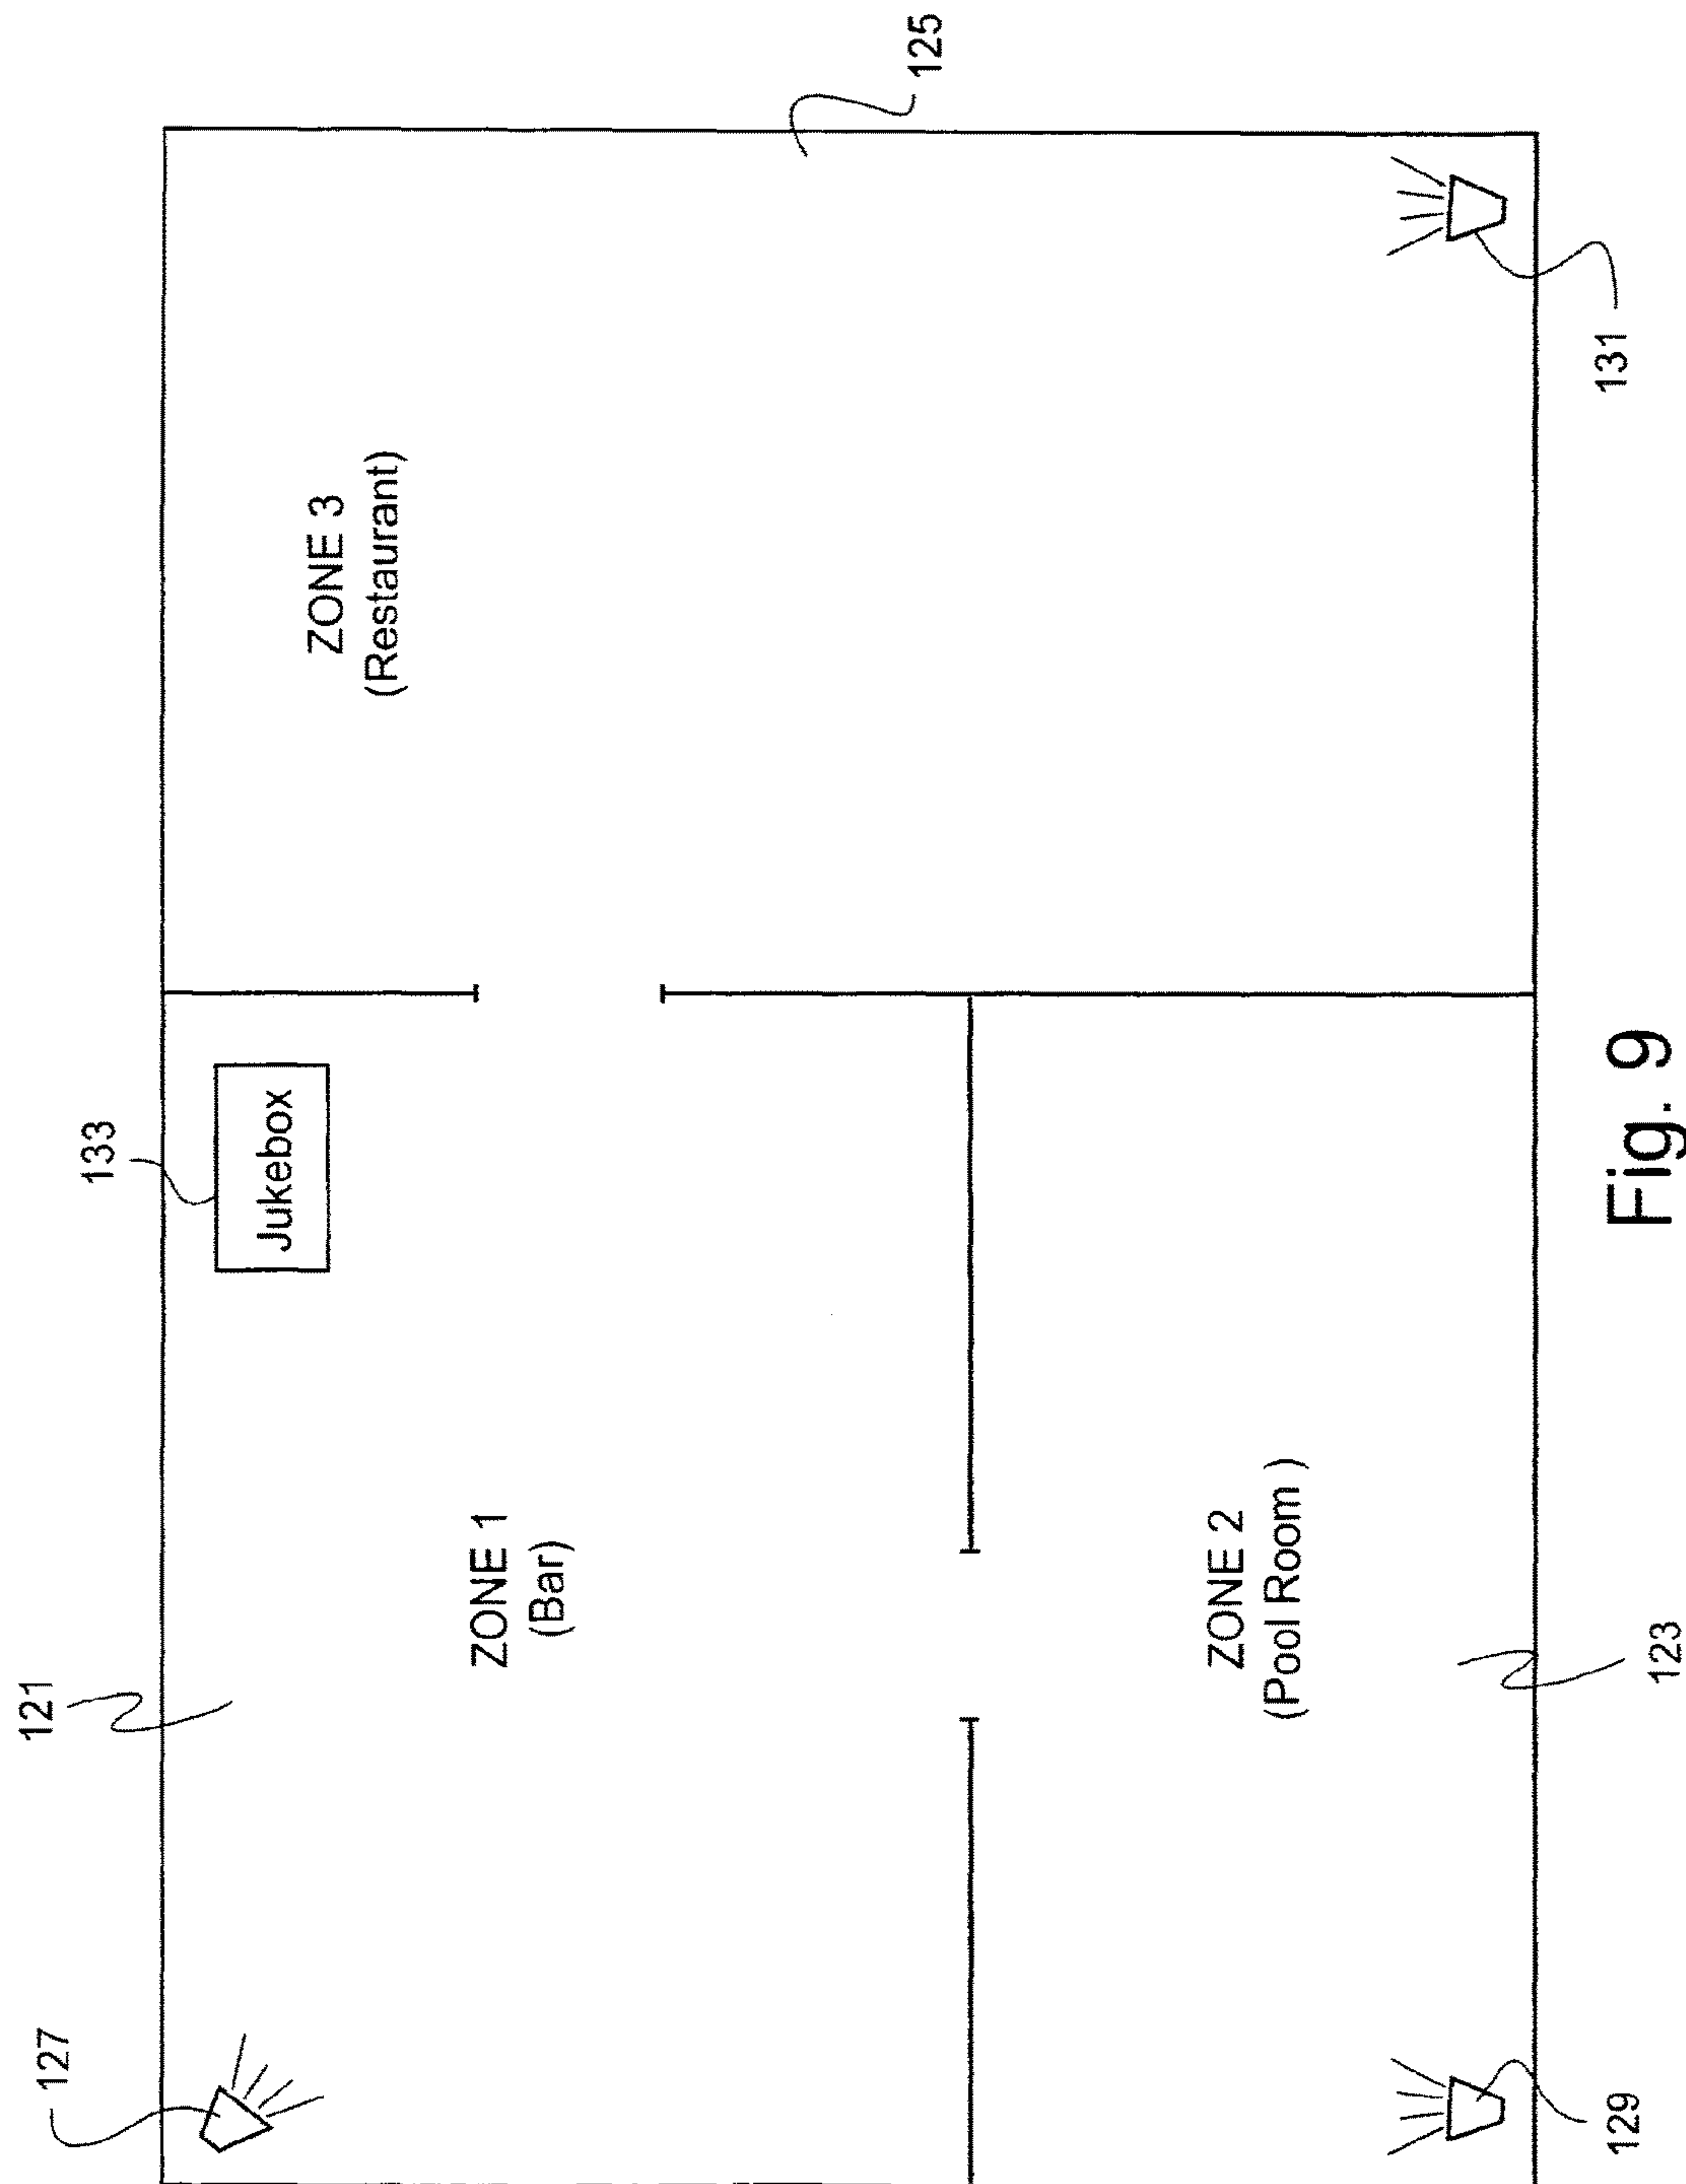 127
121
133
Jukebox
ZONE 1
(Bar)
ZONE 3
(Restaurant)
125
ZONE 2
(Pool Room )
129
123
131
Fig. 9